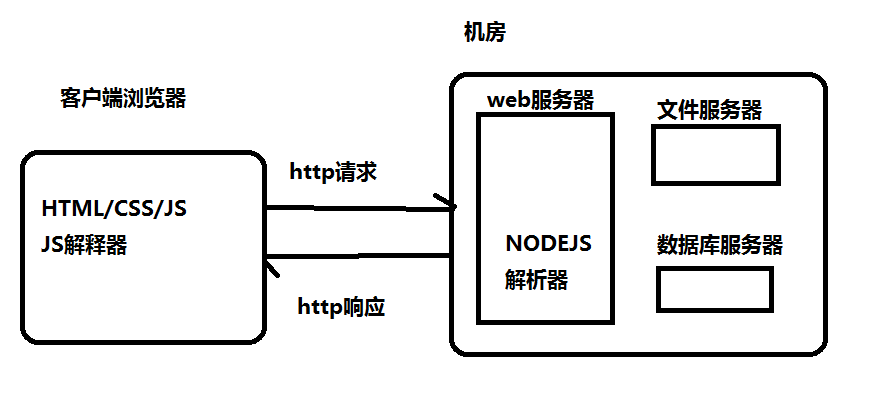 机房
客户端浏览器
web服务器
文件服务器
http请求
HTML/CSS/JS
JS解释器
NODEJS
解析器
数据库服务器
http响应